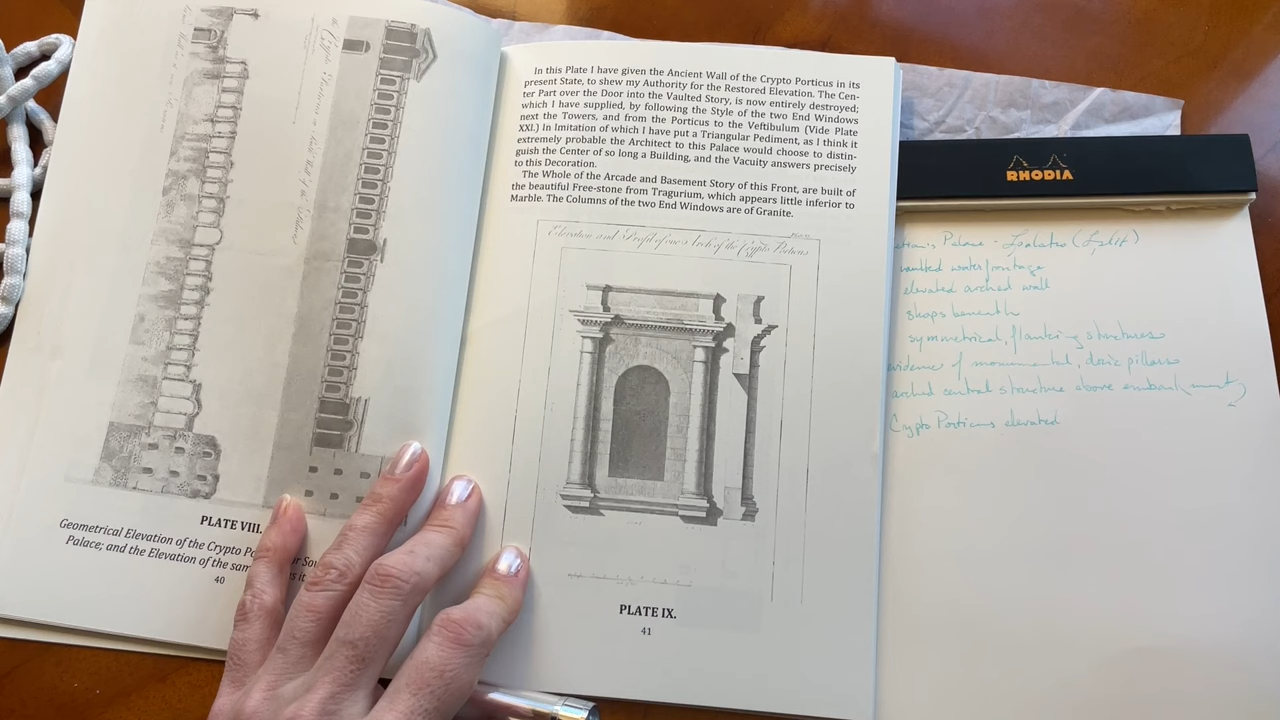 PLATE VIII.
Geometrical Elevation of the Crypto
Palace; and the Elevation of the
40
In this Plate I have given the Ancient Wall of the Crypto Porticus in its
present State, to shew my Authority for the Restored Elevation. The Cen-
ter Part over the Door into the Vaulted Story, is now entirely destroyed;
which I have supplied, by following the Style of the two End Windows
next the Towers, and from the Porticus to the Veftibulum (Vide Plate
XXI.) In Imitation of which I have put a Triangular Pediment, as I think it
extremely probable the Architect to this Palace would choose to distin-
guish the Center of so long a Building, and the Vacuity answers precisely
to this Decoration.
The Whole of the Arcade and Basement Story of this Front, are built of
the beautiful Free-stone from Tragurium, which appears little inferior to
Marble. The Columns of the two End Windows are of Granite.
Elevation and Profil of one Arch of the Crypto Porticus
PLATE IX.
41
RHODIA
Palace - Spalatro (Split)
vaulted waterfrontage
elevated arched wall
shops beneath
symmetrical, flanking structures
evidence of monumental, doric pillars
arched central structure above embankment
Crypto Porticus elevated